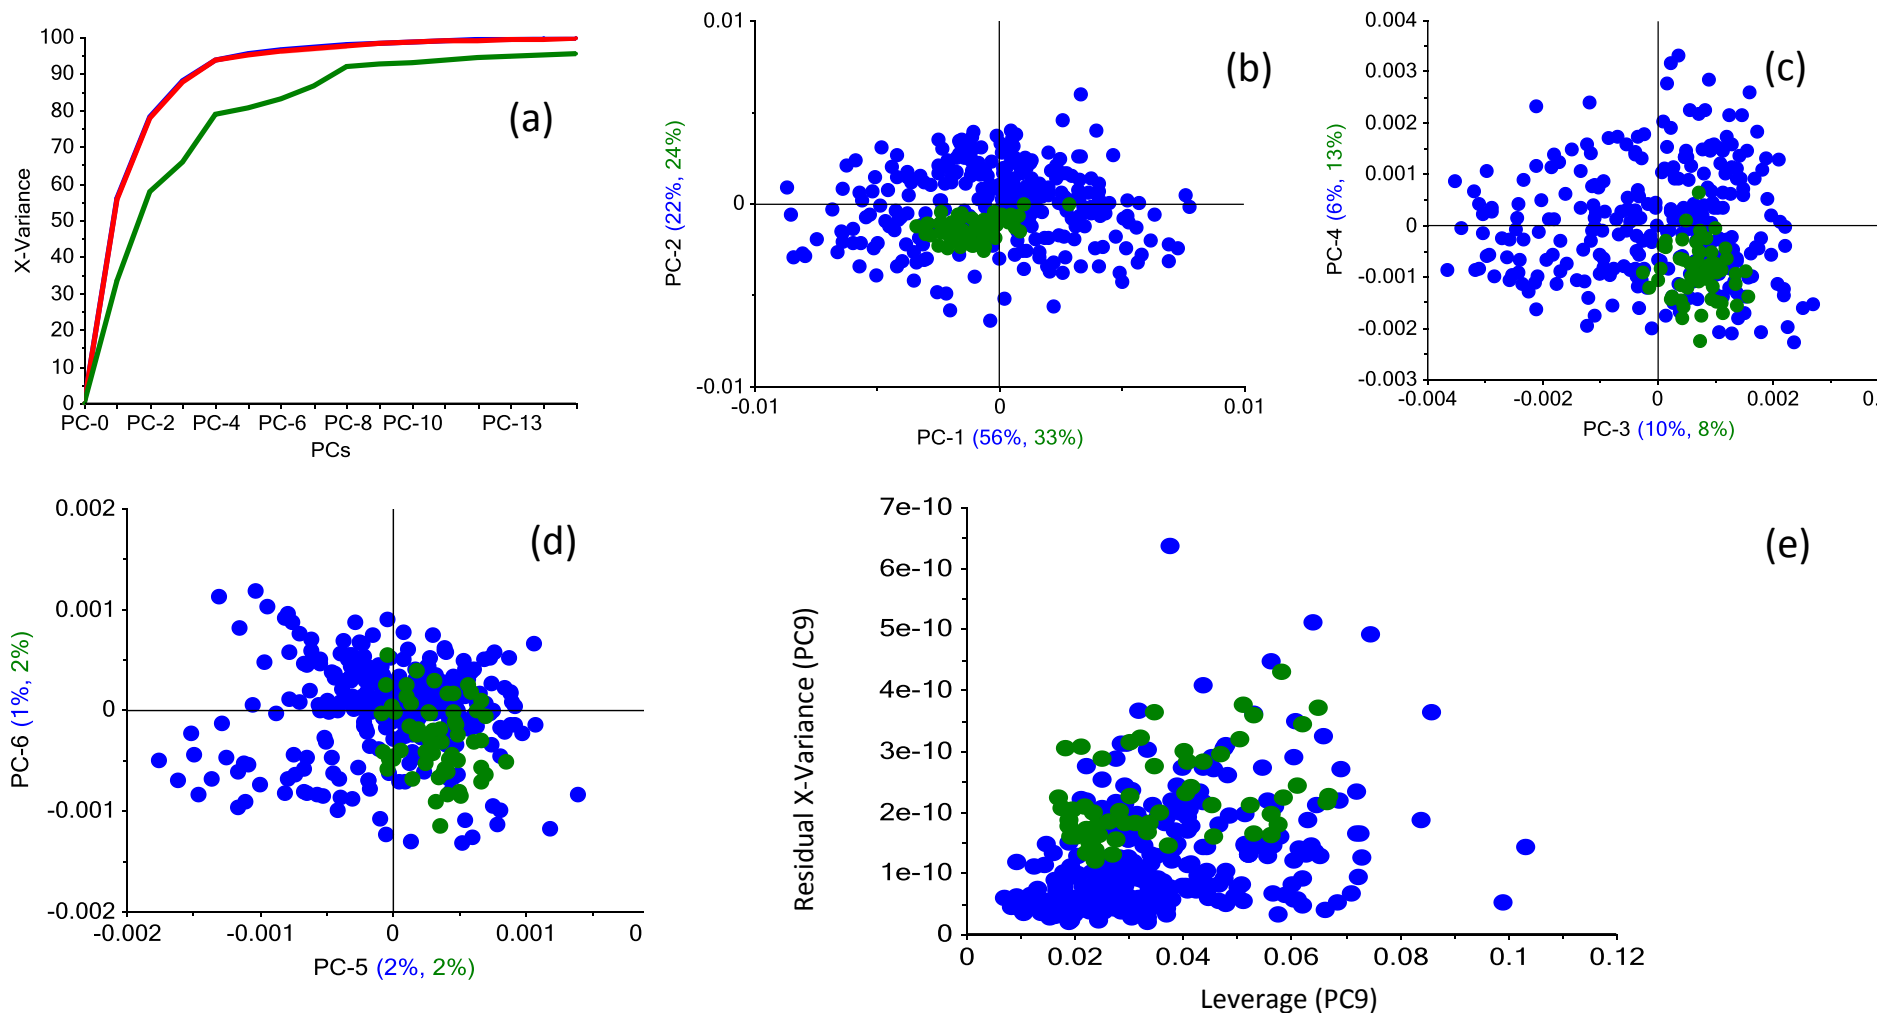 (a)
100
90
80
70
60
50
40
30
20
10
0
X-Variance
PC-0 PC-2 PC-4 PC-6 PC-8 PC-10 PC-13
PCs
(b)
0.01
0
-0.01
PC-2 (22%, 24%)
-0.01 0 0.01
PC-1 (56%, 33%)
(c)
0.004
0.003
0.002
0.001
0
-0.001
-0.002
-0.003
PC-4 (6%, 13%)
-0.004 -0.002 0 0.002 0.
PC-3 (10%, 8%)
(d)
0.002
0.001
0
-0.001
-0.002
PC-6 (1%, 2%)
-0.002 -0.001 0 0.001 0
PC-5 (2%, 2%)
(e)
7e-10
6e-10
5e-10
4e-10
3e-10
2e-10
1e-10
0
Residual X-Variance (PC9)
0 0.02 0.04 0.06 0.08 0.1 0.12
Leverage (PC9)